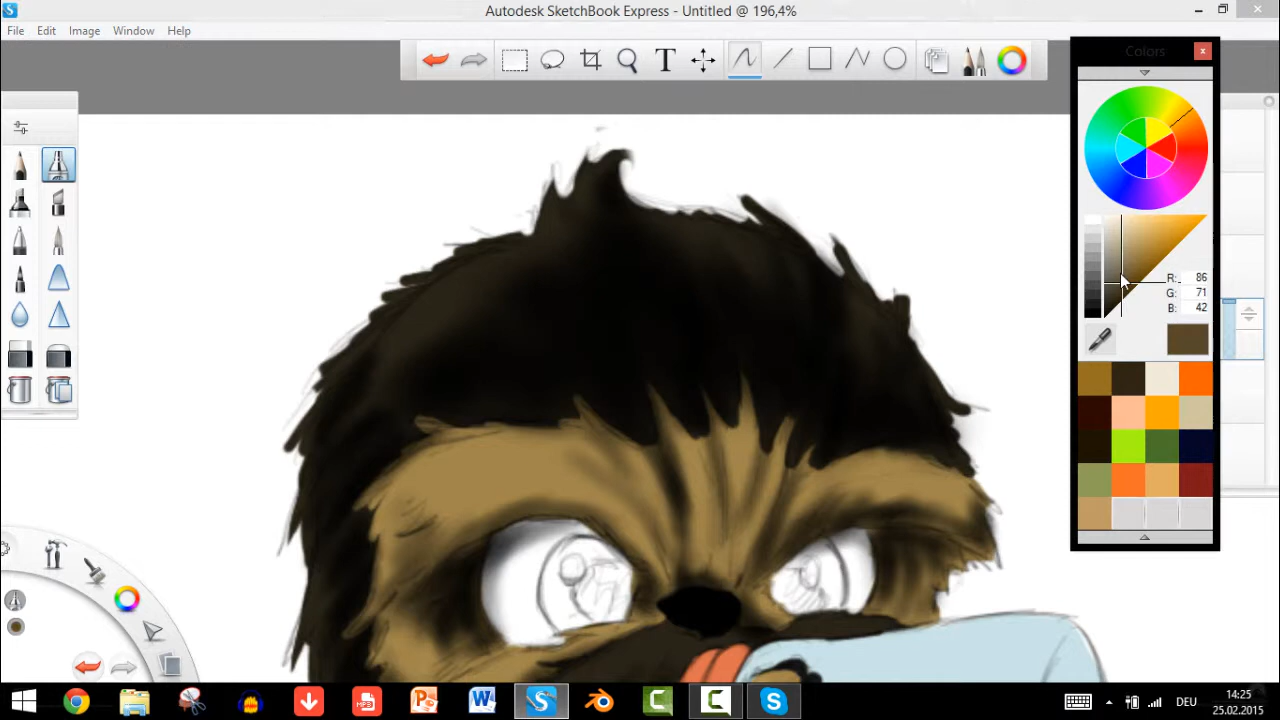 Autodesk SketchBook Express - Untitled @ 196,4%
File Edit Image Window Help
T
Colors
x
R: 86
G: 71
B: 42
MP3
DEU
14:25
25.02.2015